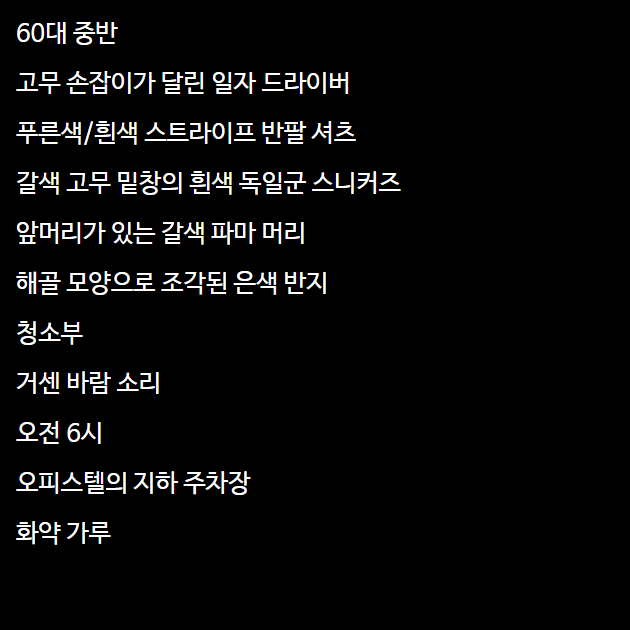 60대 중반
고무 손잡이가 달린 일자 드라이버
푸른색/흰색 스트라이프 반팔 셔츠
갈색 고무 밑창의 흰색 독일군 스니커즈
앞머리가 있는 갈색 파마 머리
해골 모양으로 조각된 은색 반지
청소부
거센 바람 소리
오전 6시
오피스텔의 지하 주차장
화약 가루